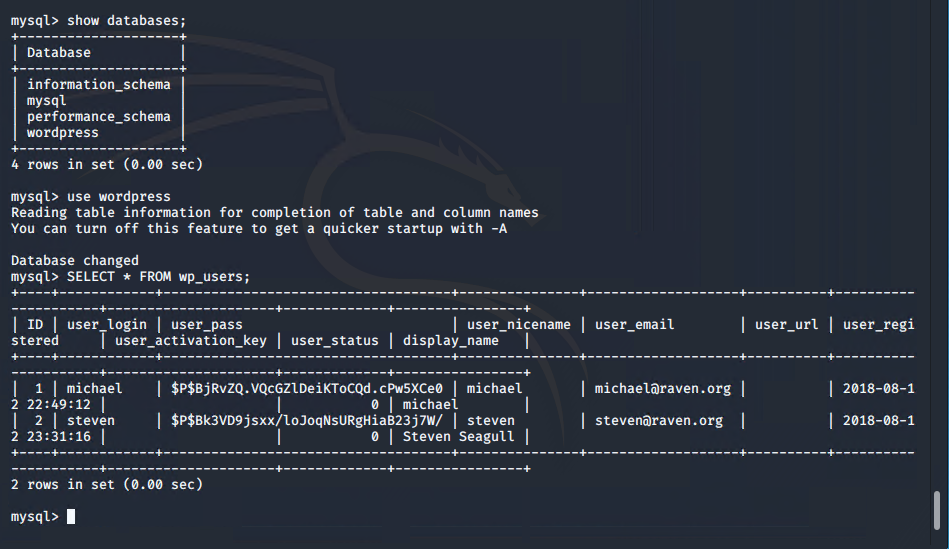 mysql> show databases;
+--------------------+
| Database           |
+--------------------+
| information_schema |
| mysql              |
| performance_schema |
| wordpress          |
+--------------------+
4 rows in set (0.00 sec)

mysql> use wordpress
Reading table information for completion of table and column names
You can turn off this feature to get a quicker startup with -A

Database changed
mysql> SELECT * FROM wp_users;
+----+------------+------------------------------------+---------------+-------------------+----------+----------
-----------+---------------------+-------------+----------------+
| ID | user_login | user_pass                          | user_nicename | user_email        | user_url | user_regi
stered     | user_activation_key | user_status | display_name   |
+----+------------+------------------------------------+---------------+-------------------+----------+----------
-----------+---------------------+-------------+----------------+
|  1 | michael    | $P$BjRvZQ.VQcGZlDeiKToCQd.cPw5XCe0 | michael       | michael@raven.org |          | 2018-08-1
2 22:49:12 |                     |           0 | michael        |
|  2 | steven     | $P$Bk3VD9jsxx/loJoqNsURgHiaB23j7W/ | steven        | steven@raven.org  |          | 2018-08-1
2 23:31:16 |                     |           0 | Steven Seagull |
+----+------------+------------------------------------+---------------+-------------------+----------+----------
-----------+---------------------+-------------+----------------+
2 rows in set (0.00 sec)

mysql>